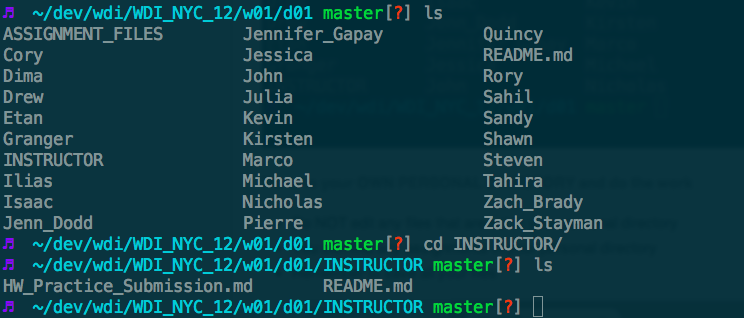 ♬ ~/dev/wdi/WDI_NYC_12/w01/d01 master[?] ls
ASSIGNMENT_FILES Jennifer_Gapay Quincy
Cory Jessica README.md
Dima John Rory
Drew Julia Sahil
Etan Kevin Sandy
Granger Kirsten Shawn
INSTRUCTOR Marco Steven
Ilias Michael Tahira
Isaac Nicholas Zach_Brady
Jenn_Dodd Pierre Zack_Stayman
♬ ~/dev/wdi/WDI_NYC_12/w01/d01 master[?] cd INSTRUCTOR/
♬ ~/dev/wdi/WDI_NYC_12/w01/d01/INSTRUCTOR master[?] ls
HW_Practice_Submission.md README.md
♬ ~/dev/wdi/WDI_NYC_12/w01/d01/INSTRUCTOR master[?]